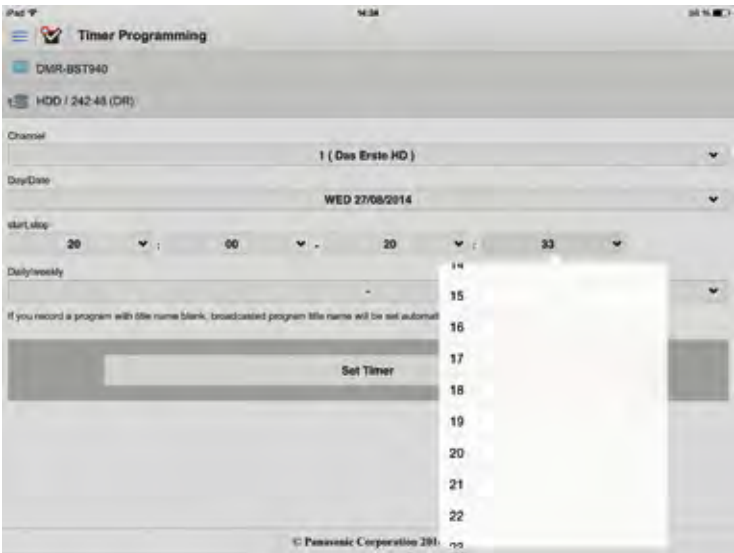 iPad
14:34
Timer Programming
DMR-BST940
HDD / 242:48 (DR)
Channel
1 ( Das Erste HD )
Day/Date
WED 27/08/2014
start,stop
20 : 00 - 20 : 33
Daily/weekly
-
14
15
If you record a program with title name blank, broadcasted program title name will be set automat
16
17
Set Timer
18
19
20
21
22
© Panasonic Corporation 201